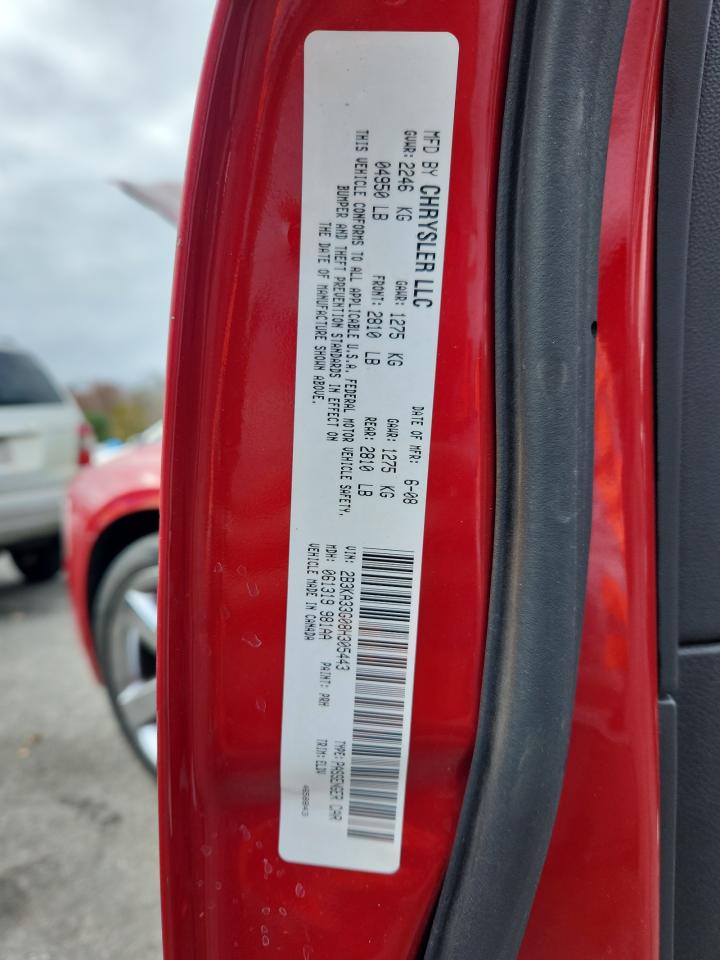 MFD BY CHRYSLER LLC
DATE OF MFR: 6-08
GVWR: 2246 KG
GAWR: 1275 KG
GAWR: 1275 KG
04950 LB
FRONT: 2810 LB
REAR: 2810 LB
THIS VEHICLE CONFORMS TO ALL APPLICABLE U.S.A. FEDERAL MOTOR VEHICLE SAFETY,
BUMPER AND THEFT PREVENTION STANDARDS IN EFFECT ON
THE DATE OF MANUFACTURE SHOWN ABOVE.
VIN: 2B3KA33G08H305443
TYPE: PASSENGER CAR
MDH: 061319 981AA
PAINT: PRH
TRIM: ELDV
VEHICLE MADE IN CANADA